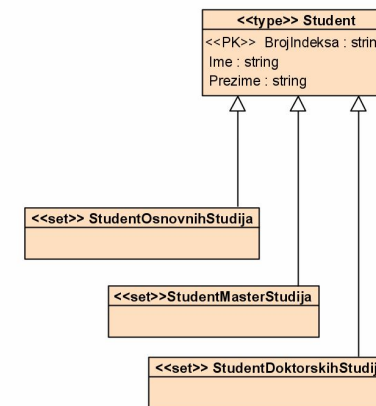 <<type>> Student
<<PK>> BrojIndeksa : strin
Ime : string
Prezime : string
<<set>> StudentOsnovnihStudija
<<set>>StudentMasterStudija
<<set>> StudentDoktorskihStudij